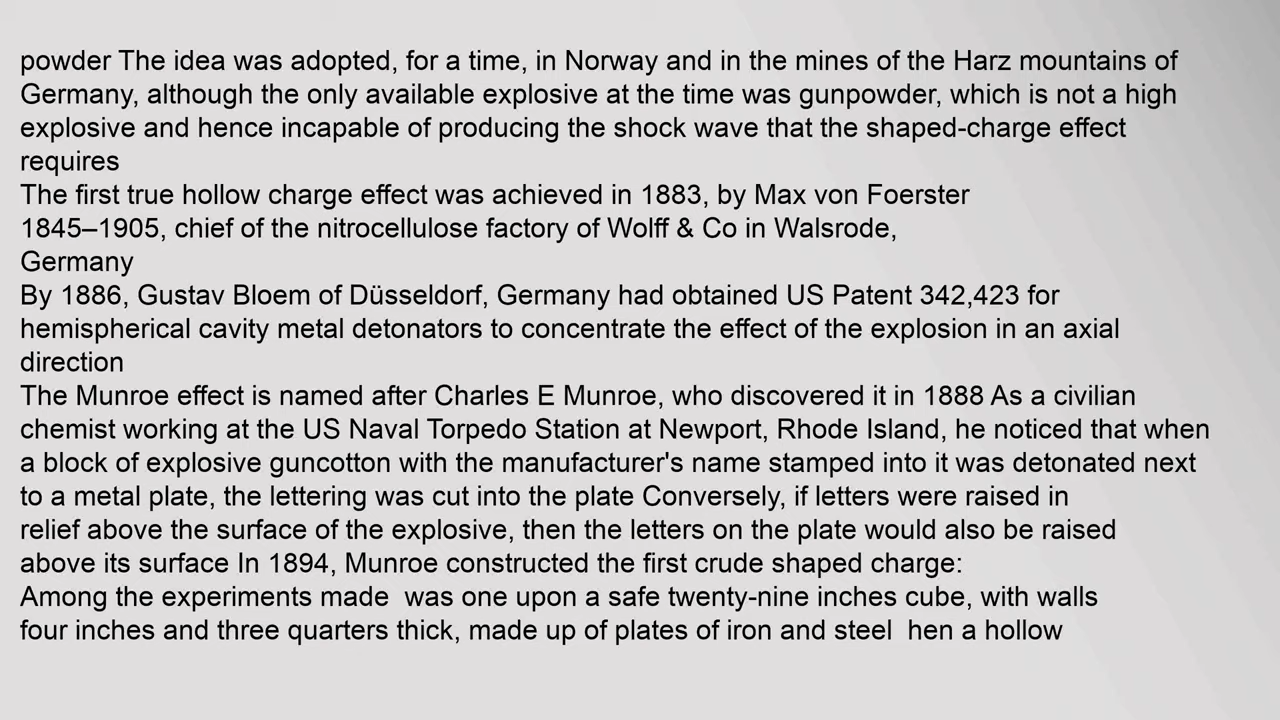 powder The idea was adopted, for a time, in Norway and in the mines of the Harz mountains of
Germany, although the only available explosive at the time was gunpowder, which is not a high
explosive and hence incapable of producing the shock wave that the shaped-charge effect
requires
The first true hollow charge effect was achieved in 1883, by Max von Foerster
1845–1905, chief of the nitrocellulose factory of Wolff & Co in Walsrode,
Germany
By 1886, Gustav Bloem of Düsseldorf, Germany had obtained US Patent 342,423 for
hemispherical cavity metal detonators to concentrate the effect of the explosion in an axial
direction
The Munroe effect is named after Charles E Munroe, who discovered it in 1888 As a civilian
chemist working at the US Naval Torpedo Station at Newport, Rhode Island, he noticed that when
a block of explosive guncotton with the manufacturer's name stamped into it was detonated next
to a metal plate, the lettering was cut into the plate Conversely, if letters were raised in
relief above the surface of the explosive, then the letters on the plate would also be raised
above its surface In 1894, Munroe constructed the first crude shaped charge:
Among the experiments made  was one upon a safe twenty-nine inches cube, with walls
four inches and three quarters thick, made up of plates of iron and steel  hen a hollow